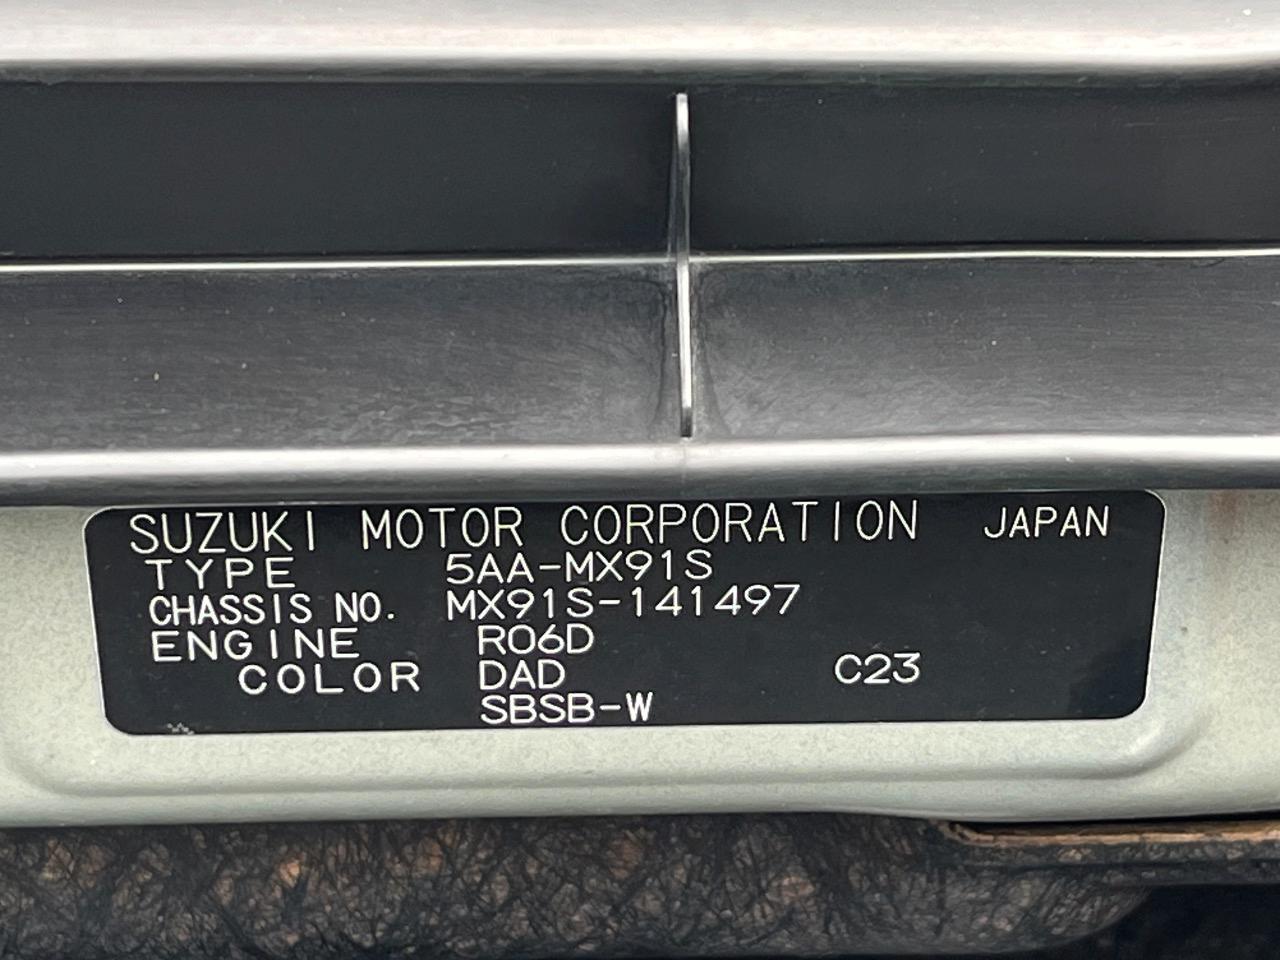 SUZUKI MOTOR CORPORATION JAPAN
TYPE 5AA-MX91S
CHASSIS NO. MX91S-141497
ENGINE R06D
COLOR DAD C23
SBSB-W